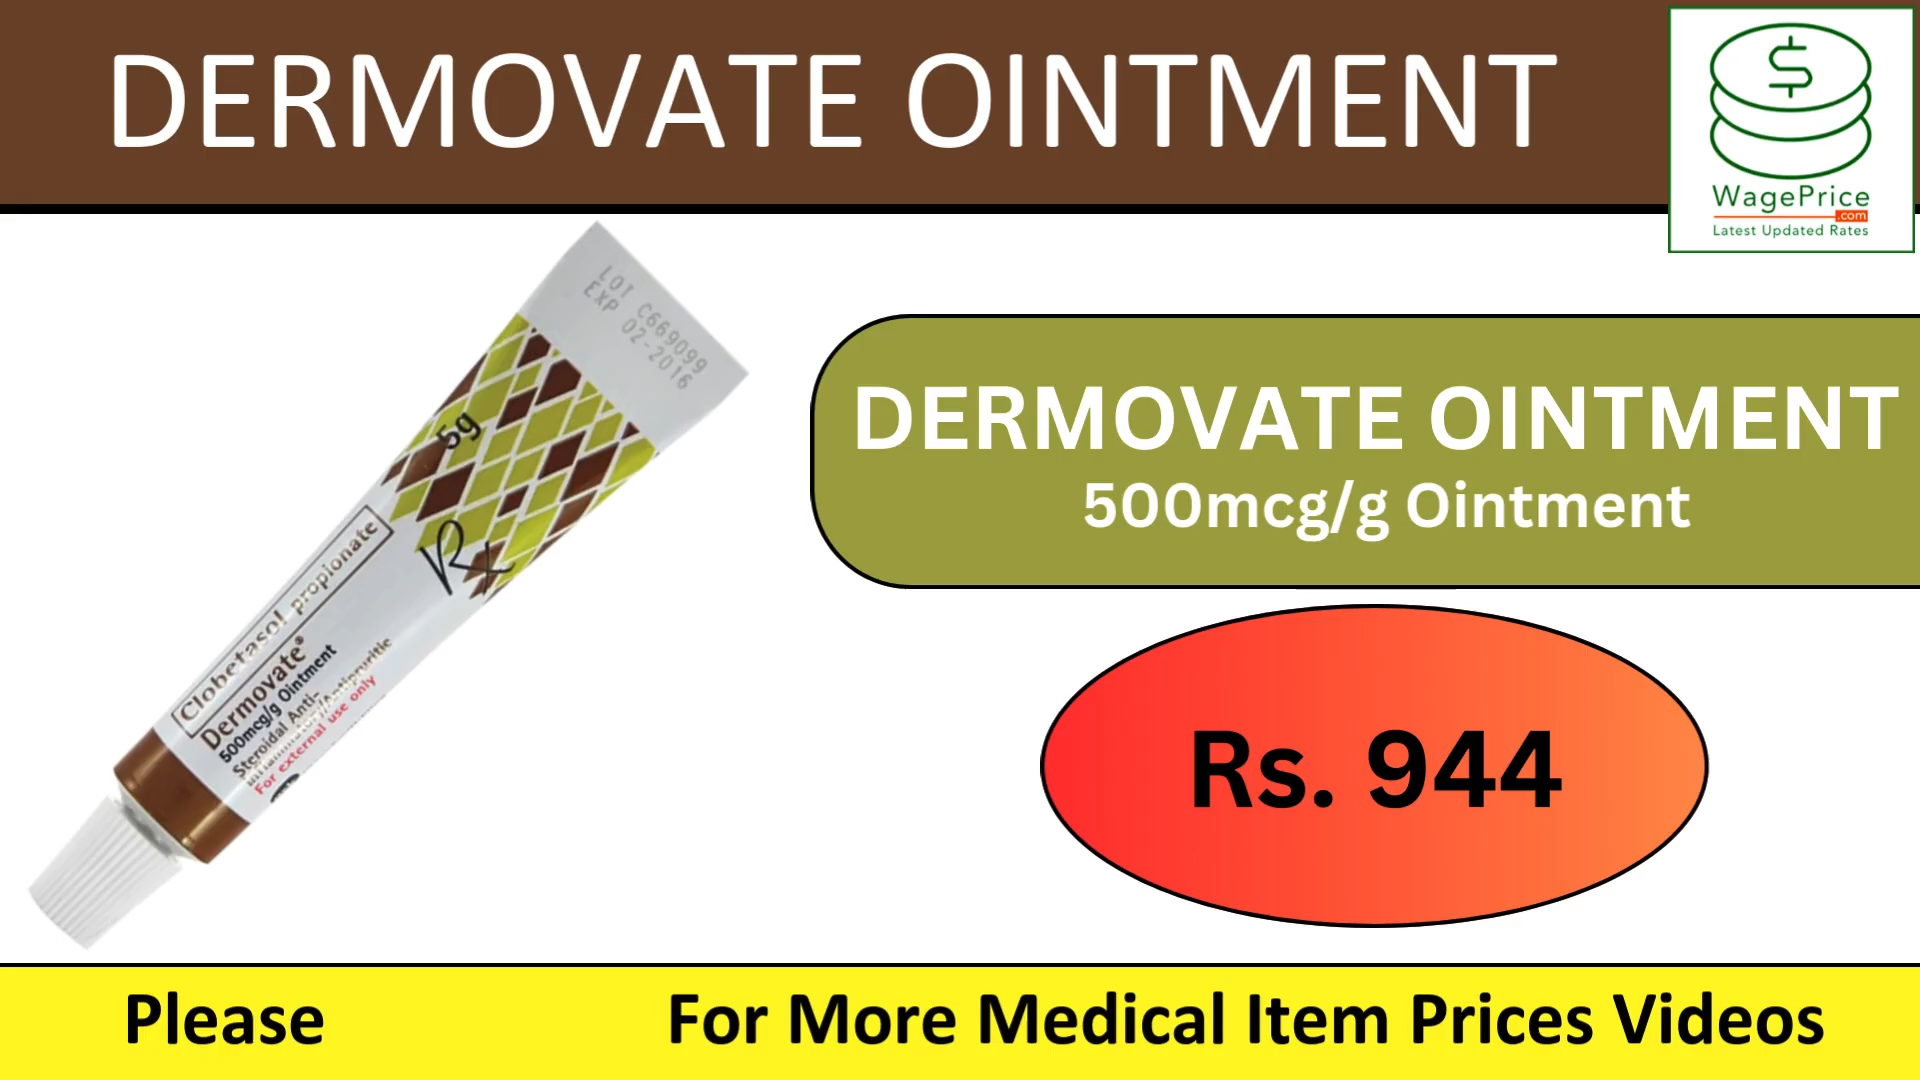 DERMOVATE OINTMENT
WagePrice
.com
Latest Updated Rates
LOT C669099
EXP 02-2016
5g
Rx
Clobetasol propionate
Dermovate®
500mcg/g Ointment
Steroidal Anti-
inflammatory/Antipruritic
For external use only
DERMOVATE OINTMENT
500mcg/g Ointment
Rs. 944
Please For More Medical Item Prices Videos